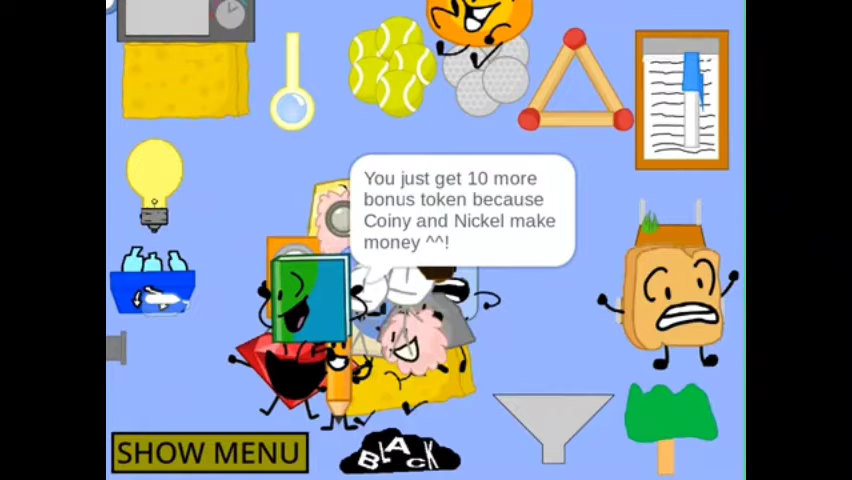 You just get 10 more
bonus token because
Coiny and Nickel make
money ^^!
SHOW MENU
BLACK